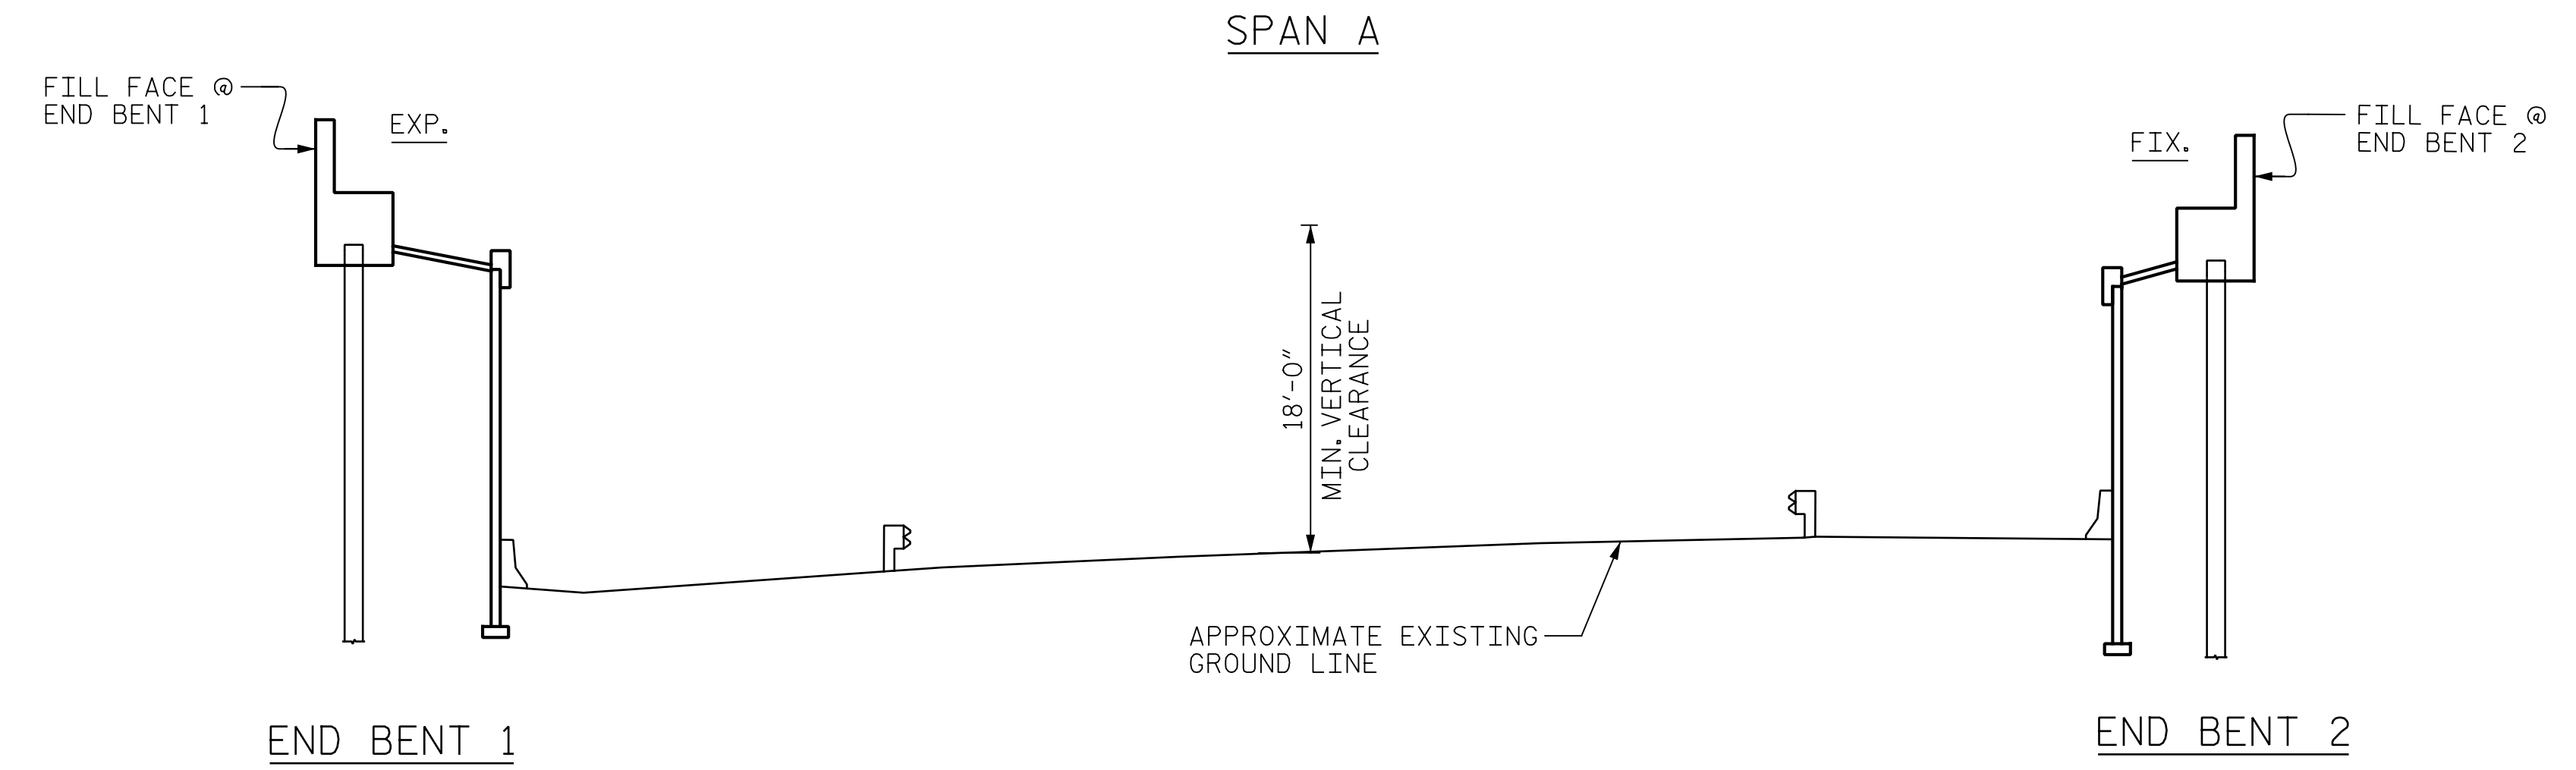 SPAN A
FILL FACE @
END BENT 1
EXP.
FIX.
FILL FACE @
END BENT 2
18'-0"
MIN. VERTICAL
CLEARANCE
APPROXIMATE EXISTING
GROUND LINE
END BENT 1
END BENT 2